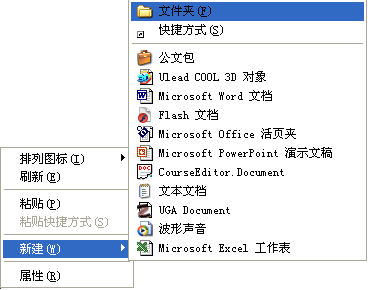 文件夹(F)
快捷方式(S)
公文包
Ulead COOL 3D 对象
Microsoft Word 文档
Flash 文档
Microsoft Office 活页夹
Microsoft PowerPoint 演示文稿
CourseEditor.Document
文本文档
UGA Document
波形声音
Microsoft Excel 工作表
排列图标(I)
刷新(E)
粘贴(P)
粘贴快捷方式(S)
新建(W)
属性(R)